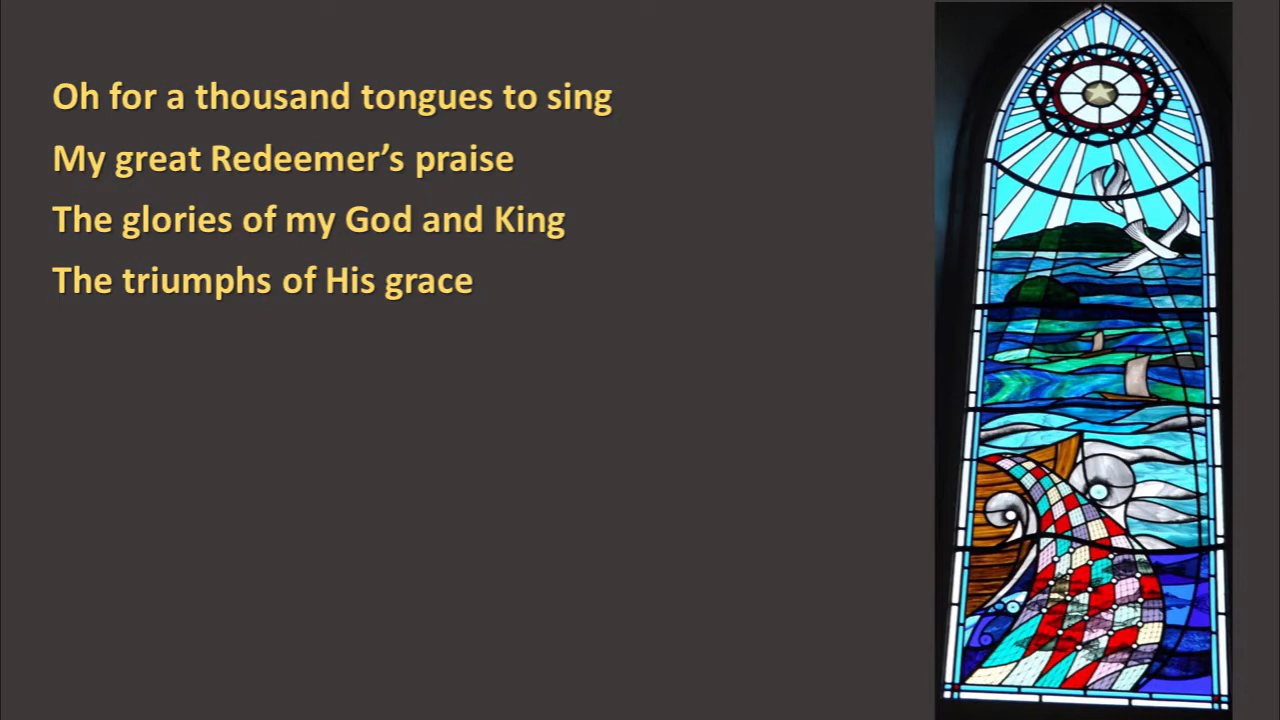 Oh for a thousand tongues to sing
My great Redeemer’s praise
The glories of my God and King
The triumphs of His grace